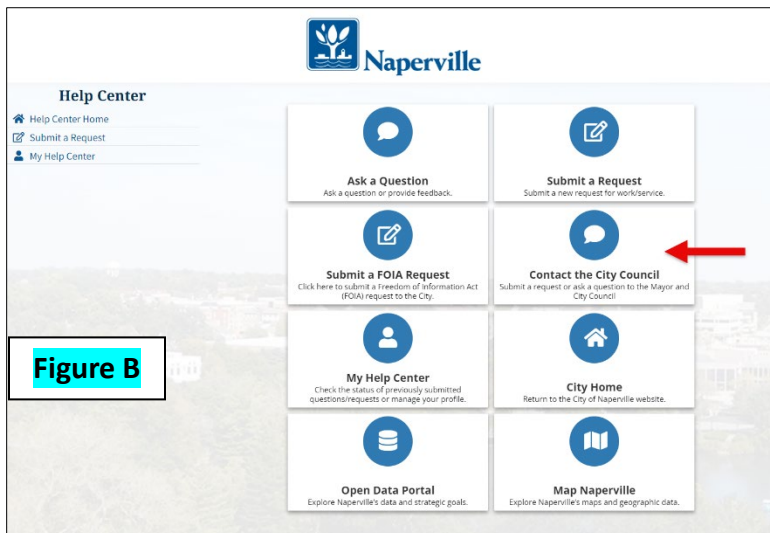 Naperville
Help Center
Help Center Home
Submit a Request
My Help Center
Ask a Question
Ask a question or provide feedback.
Submit a Request
Submit a new request for work/service.
Submit a FOIA Request
Click here to submit a Freedom of Information Act
(FOIA) request to the City.
Contact the City Council
Submit a request or ask a question to the Mayor and
City Council
Figure B
My Help Center
Check the status of previously submitted
questions/requests or manage your profile.
City Home
Return to the City of Naperville website.
Open Data Portal
Explore Naperville's data and strategic goals.
Map Naperville
Explore Naperville's maps and geographic data.